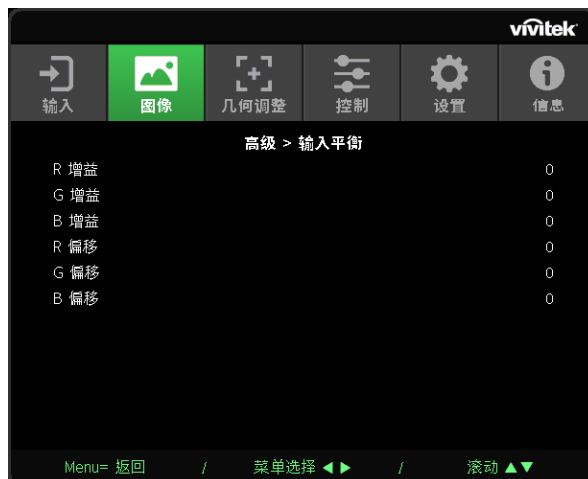 vivitek
输入 图像 几何调整 控制 设置 信息
高级 > 输入平衡
R 增益 0
G 增益 0
B 增益 0
R 偏移 0
G 偏移 0
B 偏移 0
Menu= 返回 / 菜单选择 ◀ ▶ / 滚动 ▲▼